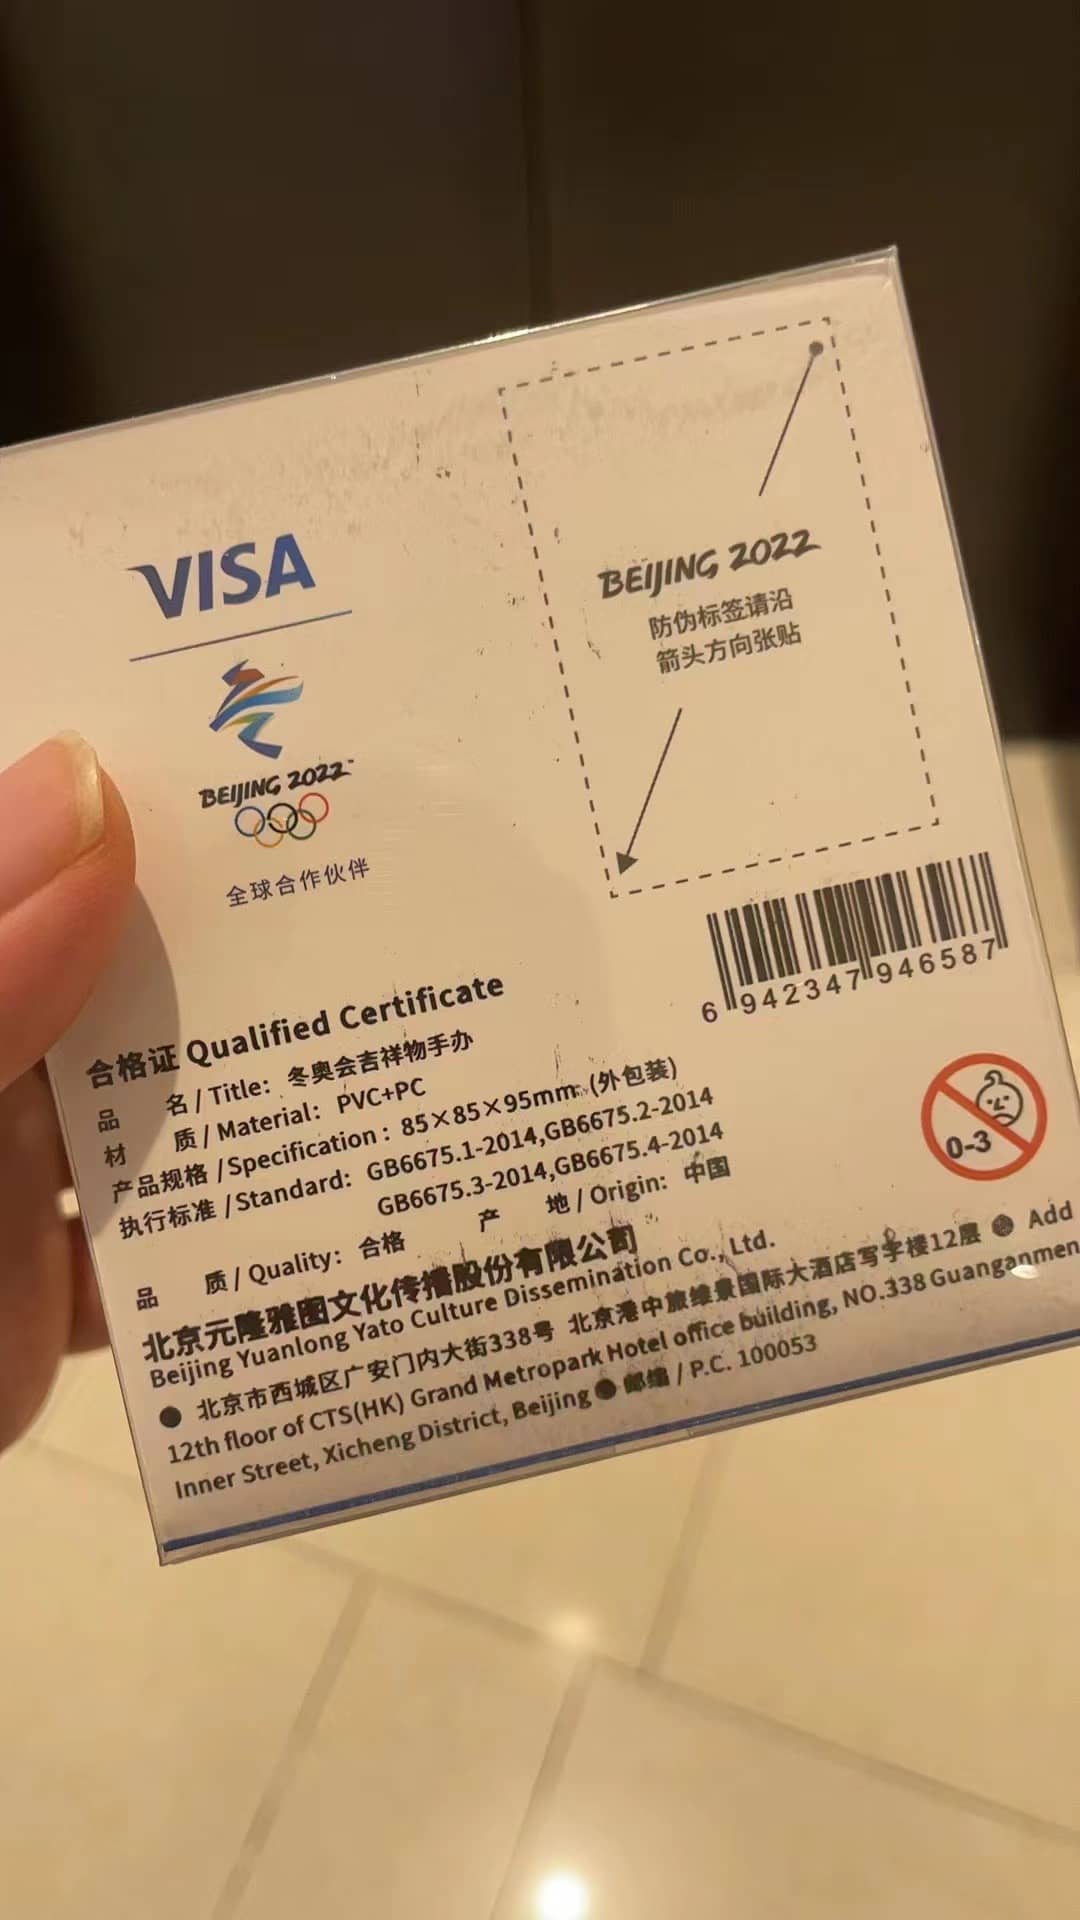 VISA
BEIJING 2022™
全球合作伙伴
BEIJING 2022
防伪标签请沿
箭头方向张贴
6 942347 946587
合格证 Qualified Certificate
品 名 / Title: 冬奥会吉祥物手办
材 质 / Material: PVC+PC
产品规格 / Specification: 85×85×95mm (外包装)
执行标准 / Standard: GB6675.1-2014,GB6675.2-2014
GB6675.3-2014,GB6675.4-2014
品 质 / Quality: 合格 产 地 / Origin: 中国
0-3
北京元隆雅图文化传播股份有限公司
Beijing Yuanlong Yato Culture Dissemination Co., Ltd.
● 北京市西城区广安门内大街338号 北京港中旅维景国际大酒店写字楼12层 ● Add
12th floor of CTS(HK) Grand Metropark Hotel office building, NO.338 Guanganmen
Inner Street, Xicheng District, Beijing ● 邮编 / P.C. 100053